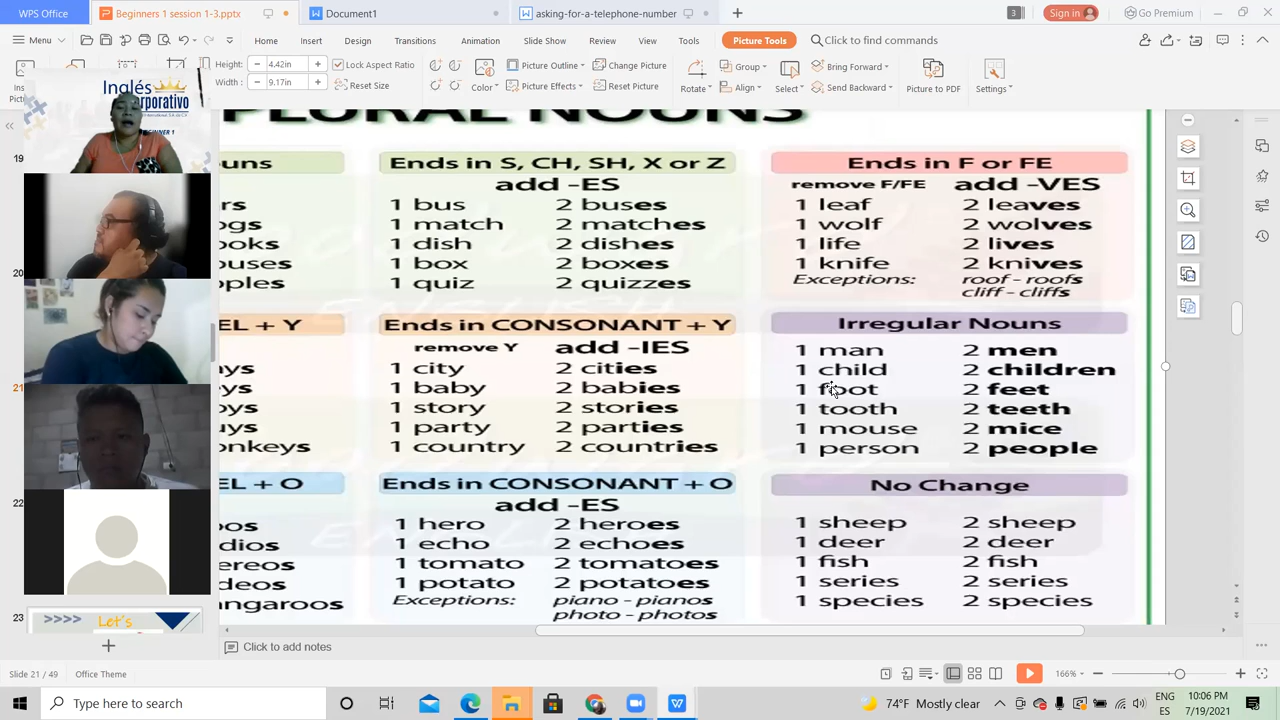 WPS Office
Beginners 1 session 1-3.pptx
Document1
asking-for-a-telephone-number
3
Sign in
Go Premium
Menu
Home
Insert
Design
Transitions
Animation
Slide Show
Review
View
Tools
Picture Tools
Click to find commands
Height:
4.42in
Lock Aspect Ratio
Width :
9.17in
Reset Size
Color
Picture Outline
Change Picture
Picture Effects
Reset Picture
Rotate
Group
Align
Select
Bring Forward
Send Backward
Picture to PDF
Settings
Inglés
BEGINNER 1
19
20
21
22
23
>>>> Let's
PLURAL NOUNS
Ends in S, CH, SH, X or Z
add -ES
1 bus 2 buses
1 match 2 matches
1 dish 2 dishes
1 box 2 boxes
1 quiz 2 quizzes
Ends in F or FE
remove F/FE add -VES
1 leaf 2 leaves
1 wolf 2 wolves
1 life 2 lives
1 knife 2 knives
Exceptions: roof - roofs
cliff - cliffs
EL + Y
Ends in CONSONANT + Y
remove Y add -IES
1 city 2 cities
1 baby 2 babies
1 story 2 stories
1 party 2 parties
1 country 2 countries
Irregular Nouns
1 man 2 men
1 child 2 children
1 foot 2 feet
1 tooth 2 teeth
1 mouse 2 mice
1 person 2 people
EL + O
Ends in CONSONANT + O
add -ES
1 hero 2 heroes
1 echo 2 echoes
1 tomato 2 tomatoes
1 potato 2 potatoes
Exceptions: piano - pianos
photo - photos
No Change
1 sheep 2 sheep
1 deer 2 deer
1 fish 2 fish
1 series 2 series
1 species 2 species
Click to add notes
Slide 21 / 49
Office Theme
166%
Type here to search
74°F Mostly clear
ENG
ES
10:06 PM
7/19/2021